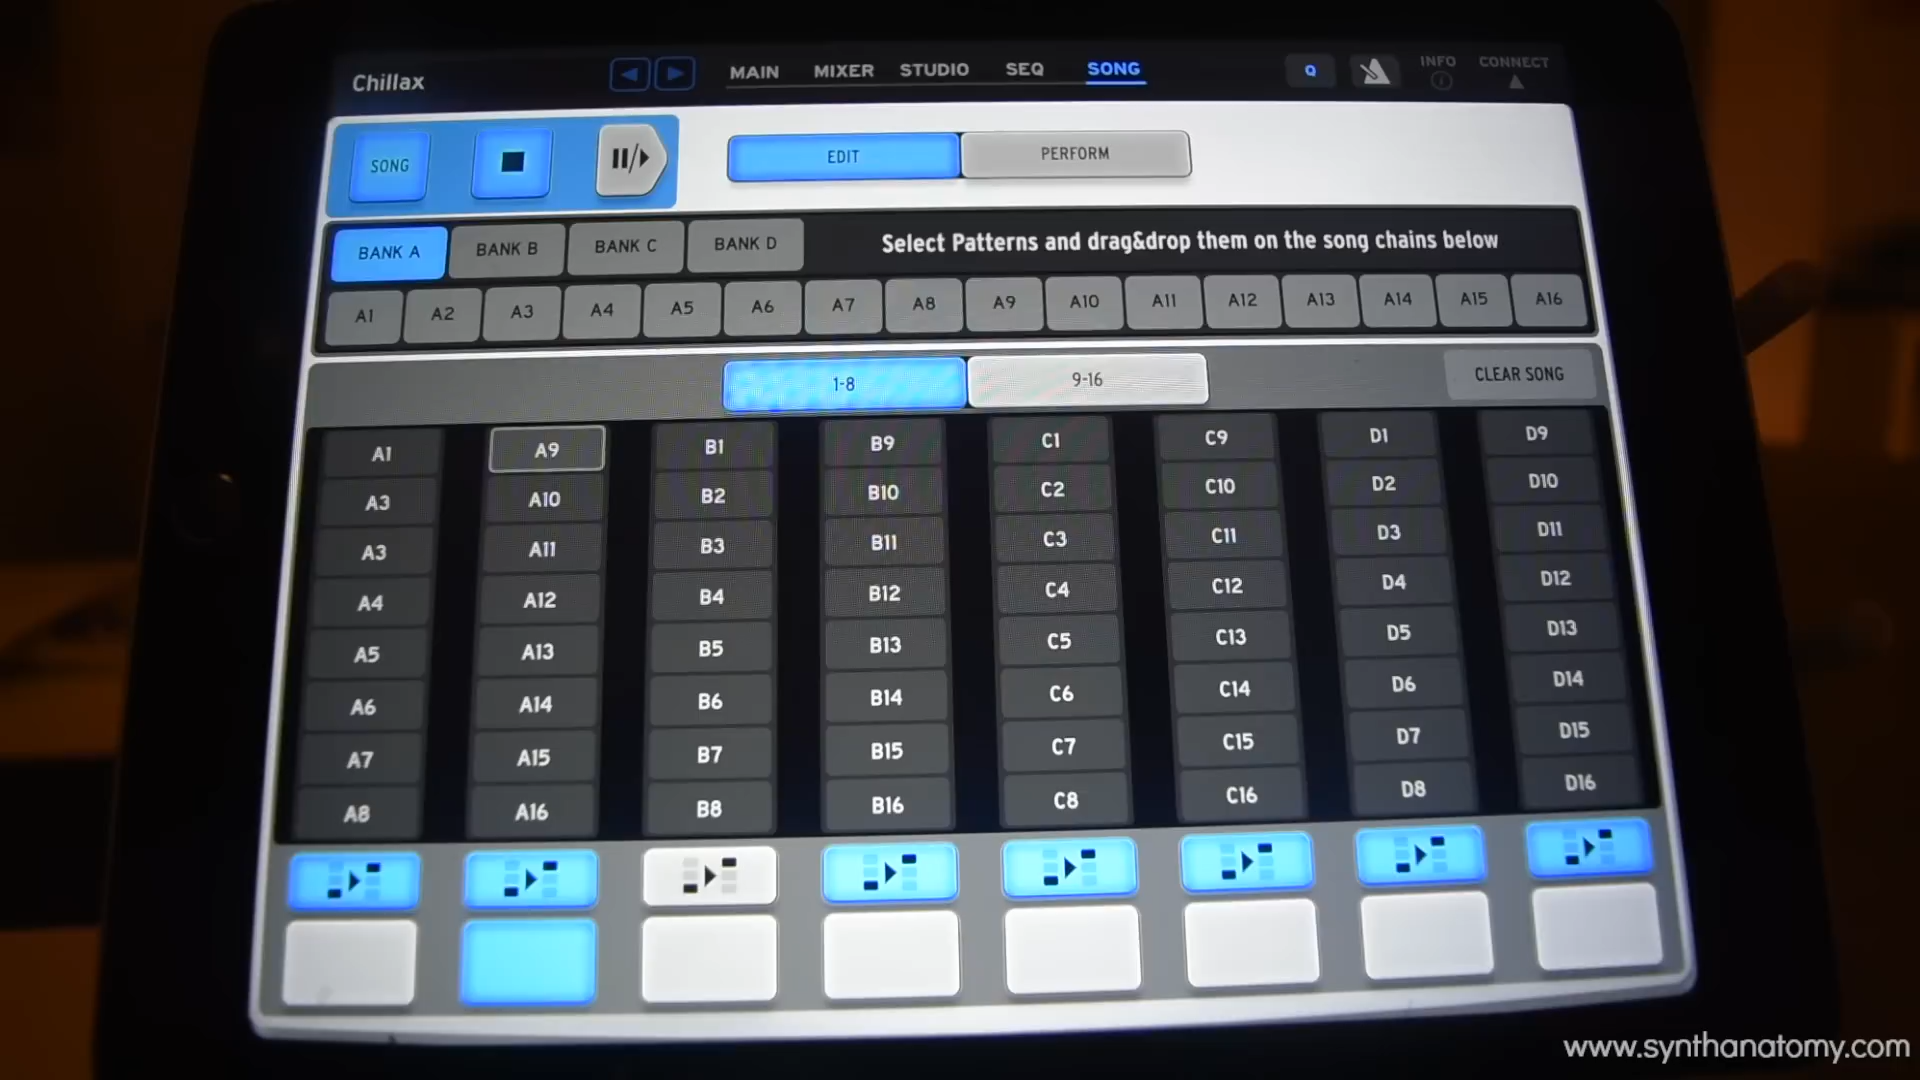 Chillax
MAIN MIXER STUDIO SEQ SONG
Q
INFO
CONNECT
SONG
EDIT PERFORM
BANK A BANK B BANK C BANK D
Select Patterns and drag&drop them on the song chains below
A1 A2 A3 A4 A5 A6 A7 A8 A9 A10 A11 A12 A13 A14 A15 A16
1-8 9-16 CLEAR SONG
A1 A9 B1 B9 C1 C9 D1 D9
A3 A10 B2 B10 C2 C10 D2 D10
A3 A11 B3 B11 C3 C11 D3 D11
A4 A12 B4 B12 C4 C12 D4 D12
A5 A13 B5 B13 C5 C13 D5 D13
A6 A14 B6 B14 C6 C14 D6 D14
A7 A15 B7 B15 C7 C15 D7 D15
A8 A16 B8 B16 C8 C16 D8 D16
www.synthanatomy.com